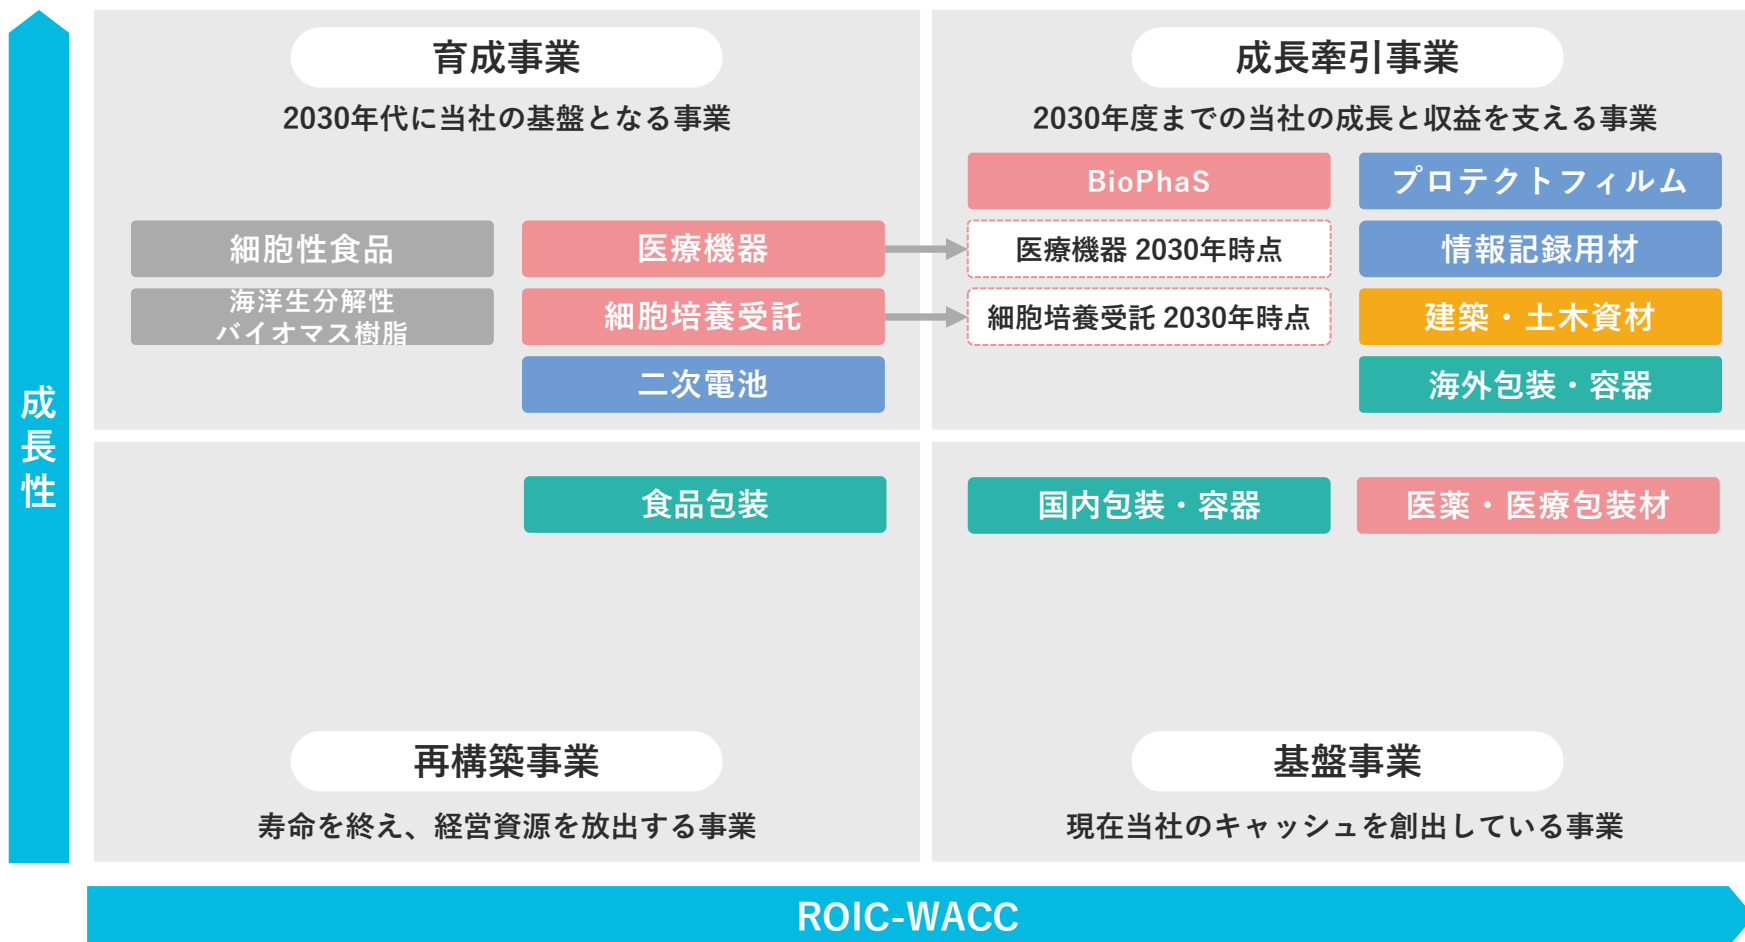 育成事業
2030年代に当社の基盤となる事業
細胞性食品
医療機器
海洋生分解性
バイオマス樹脂
細胞培養受託
二次電池
成長牽引事業
2030年度までの当社の成長と収益を支える事業
BioPhaS
プロテクトフィルム
医療機器 2030年時点
情報記録用材
細胞培養受託 2030年時点
建築・土木資材
海外包装・容器
成長性
食品包装
再構築事業
寿命を終え、経営資源を放出する事業
国内包装・容器
医薬・医療包装材
基盤事業
現在当社のキャッシュを創出している事業
ROIC-WACC